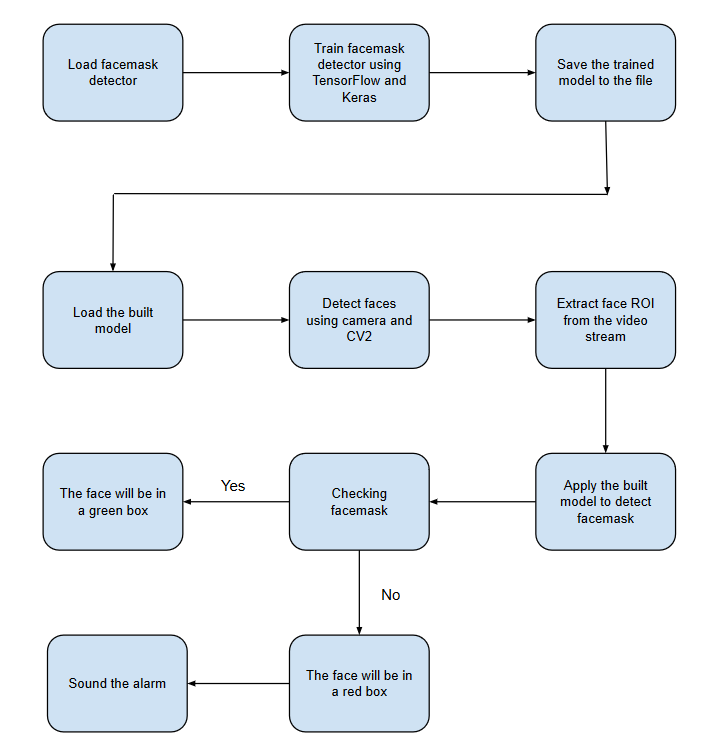 Load facemask
detector
Train facemask
detector using
TensorFlow and
Keras
Save the trained
model to the file
Load the built
model
Detect faces
using camera and
CV2
Extract face ROI
from the video
stream
The face will be in
a green box
Yes
Checking
facemask
Apply the built
model to detect
facemask
No
Sound the alarm
The face will be in
a red box